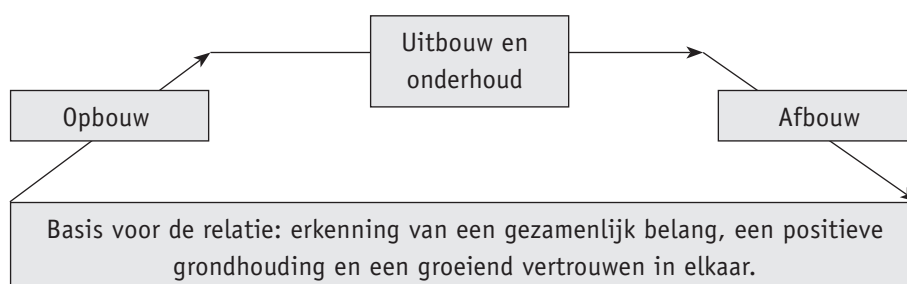 Uitbouw en
onderhoud
Opbouw
Afbouw
Basis voor de relatie: erkenning van een gezamenlijk belang, een positieve
grondhouding en een groeiend vertrouwen in elkaar.